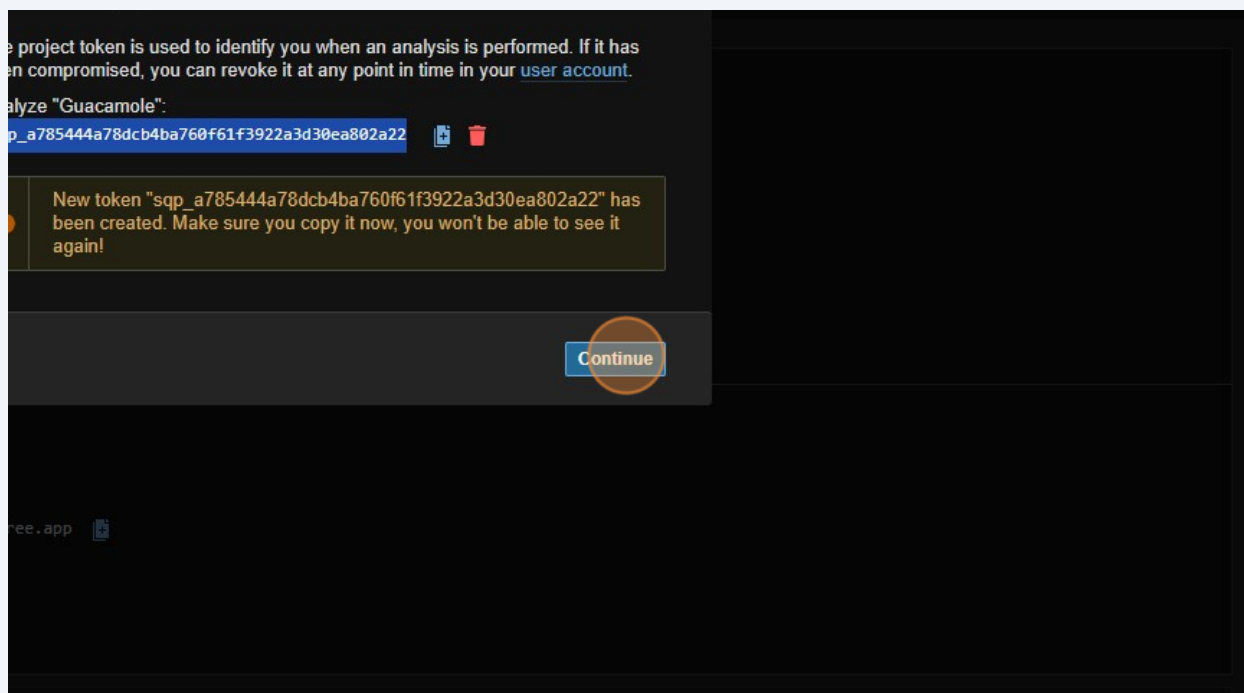 e project token is used to identify you when an analysis is performed. If it has
en compromised, you can revoke it at any point in time in your user account.
alyze "Guacamole":
p_a785444a78dcb4ba760f61f3922a3d30ea802a22
New token "sqp_a785444a78dcb4ba760f61f3922a3d30ea802a22" has
been created. Make sure you copy it now, you won't be able to see it
again!
Continue
ree.app